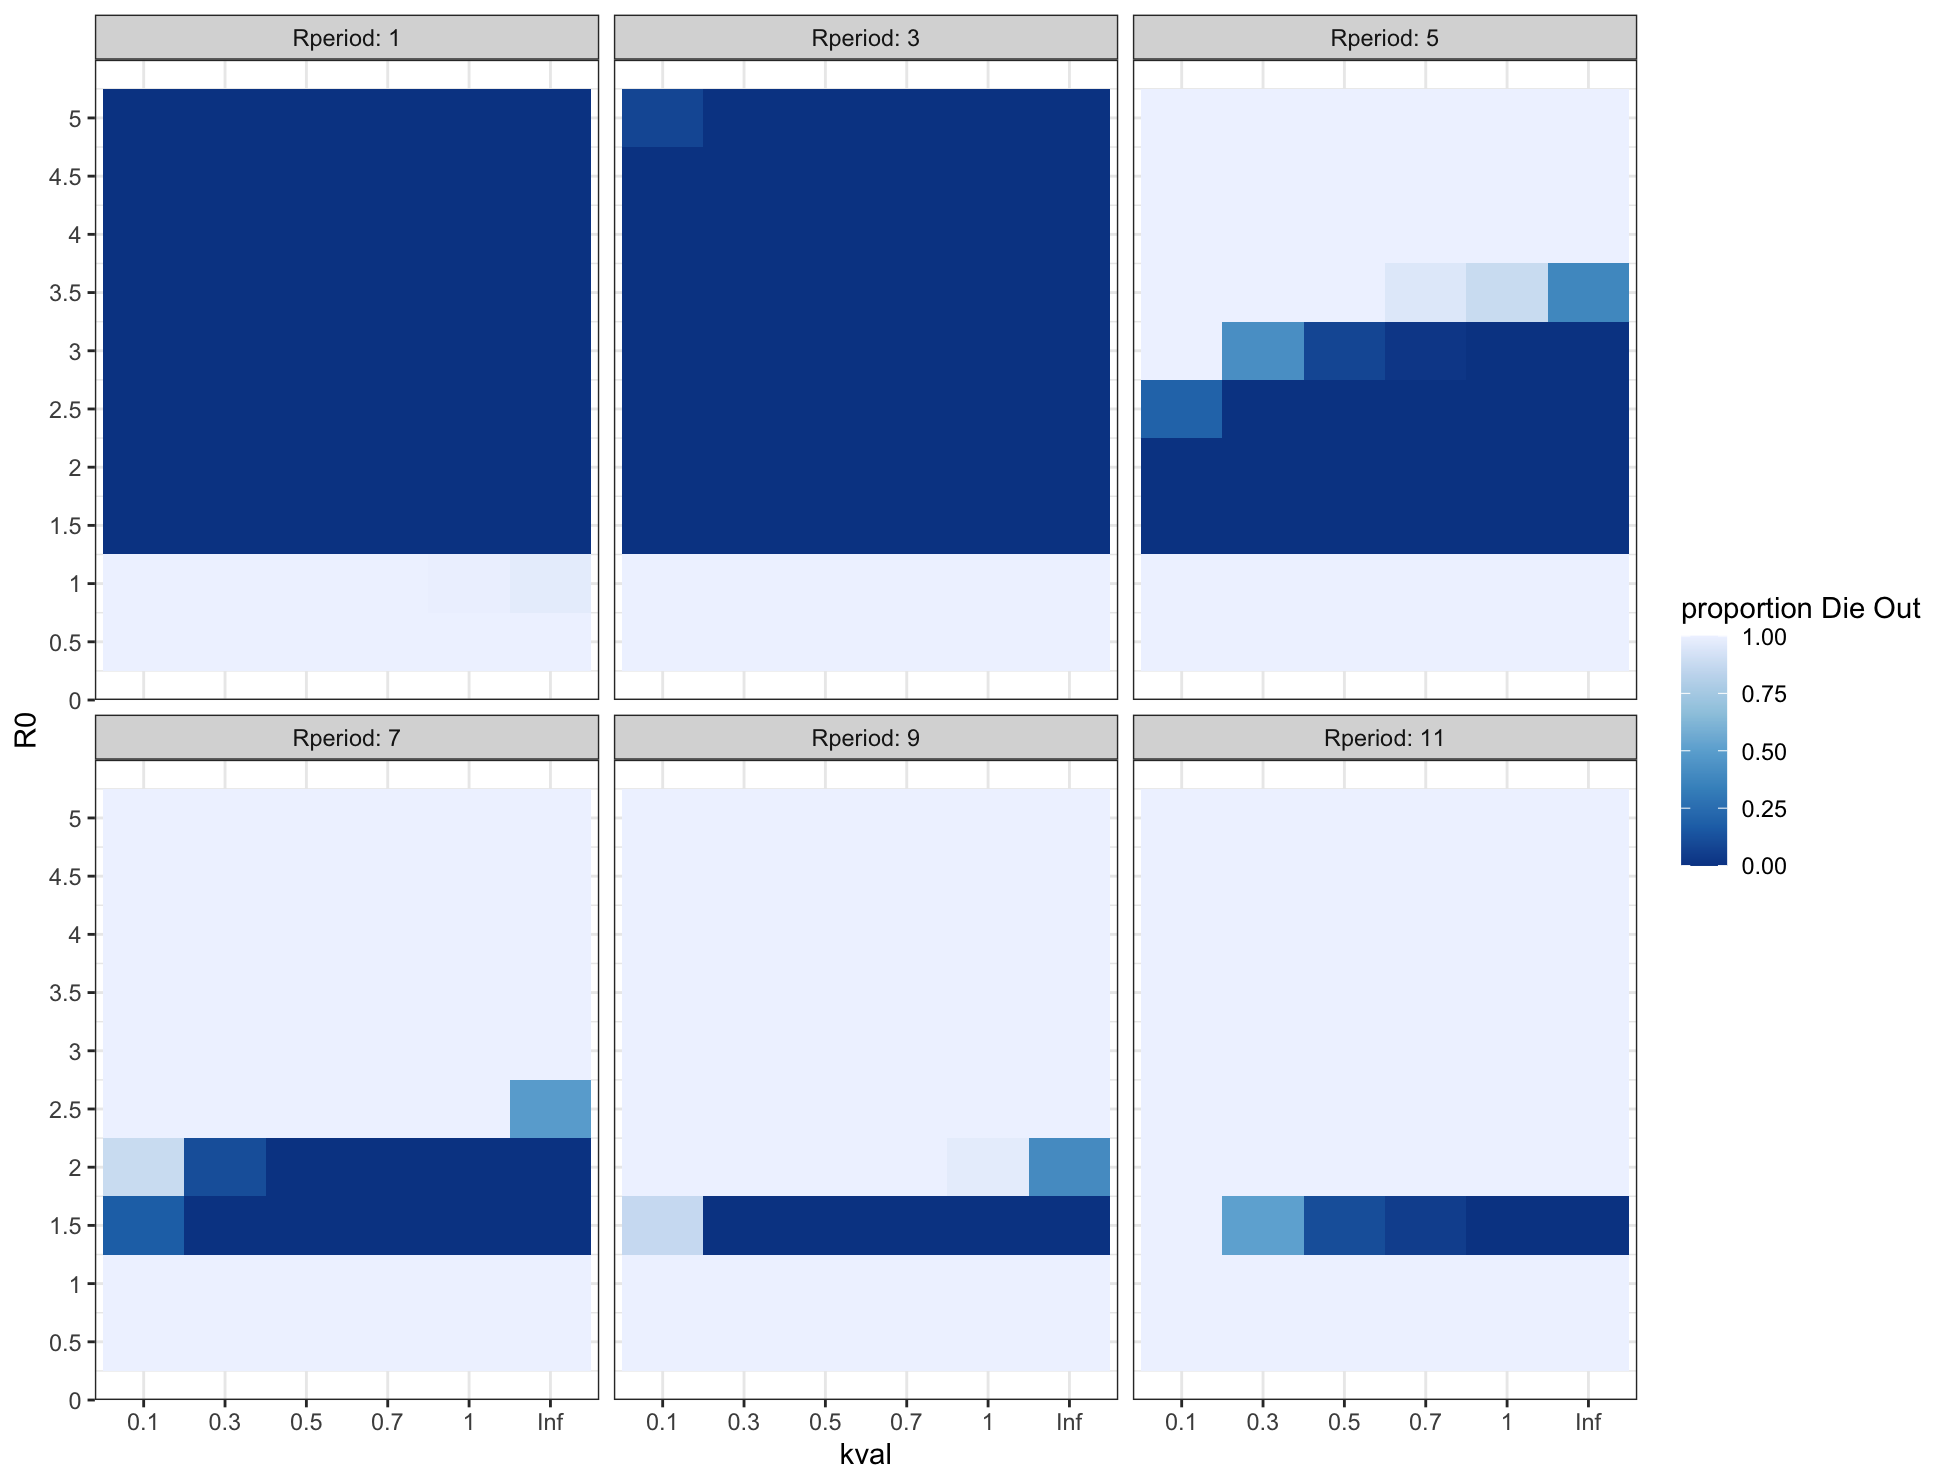 Rperiod: 1
Rperiod: 3
Rperiod: 5
5
4.5
4
3.5
3
2.5
2
1.5
1
0.5
0
Rperiod: 7
Rperiod: 9
Rperiod: 11
5
4.5
4
3.5
3
2.5
2
1.5
1
0.5
0
R0
0.1 0.3 0.5 0.7 1 Inf
0.1 0.3 0.5 0.7 1 Inf
0.1 0.3 0.5 0.7 1 Inf
kval
proportion Die Out
1.00
0.75
0.50
0.25
0.00